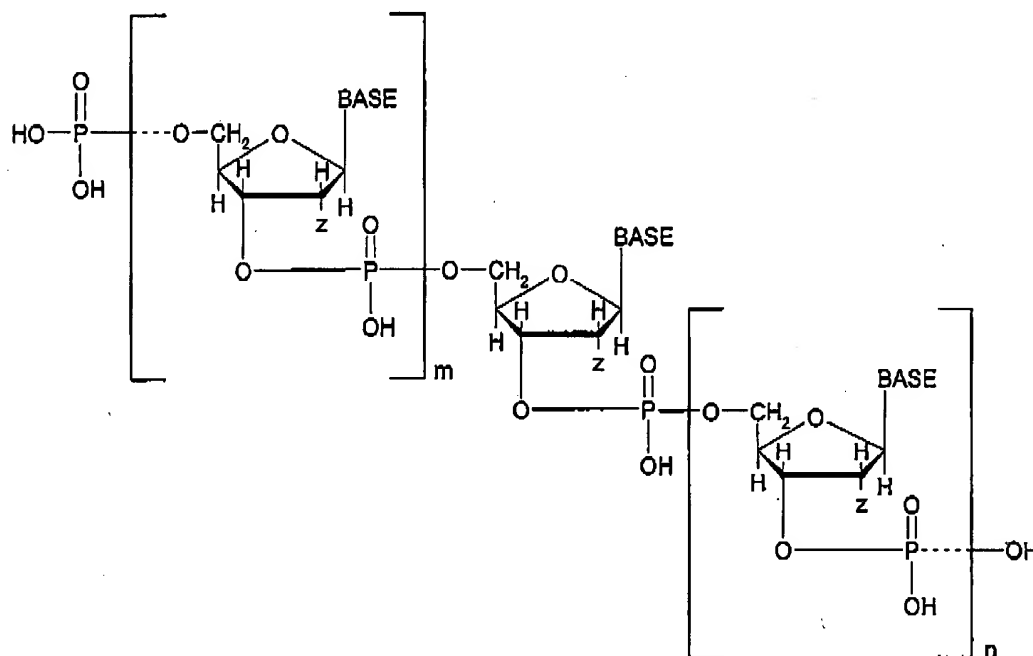 O
BASE
HO-P---O-CH2 O
OH
H H H H
z
O
O P O-CH2 O
BASE
OH
m
H H H H
z
O
O P O-CH2 O
BASE
OH
H H H H
z
O
O P----OH
OH
n